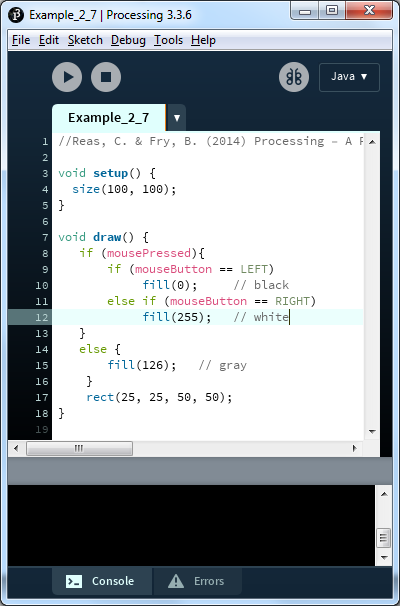 Example_2_7 | Processing 3.3.6
File Edit Sketch Debug Tools Help
Java ▾
Example_2_7 ▾
1 //Reas, C. & Fry, B. (2014) Processing – A
2
3 void setup() {
4 size(100, 100);
5 }
6
7 void draw() {
8 if (mousePressed){
9 if (mouseButton == LEFT)
10 fill(0); // black
11 else if (mouseButton == RIGHT)
12 fill(255); // white
13 }
14 else {
15 fill(126); // gray
16 }
17 rect(25, 25, 50, 50);
18 }
19
Console Errors